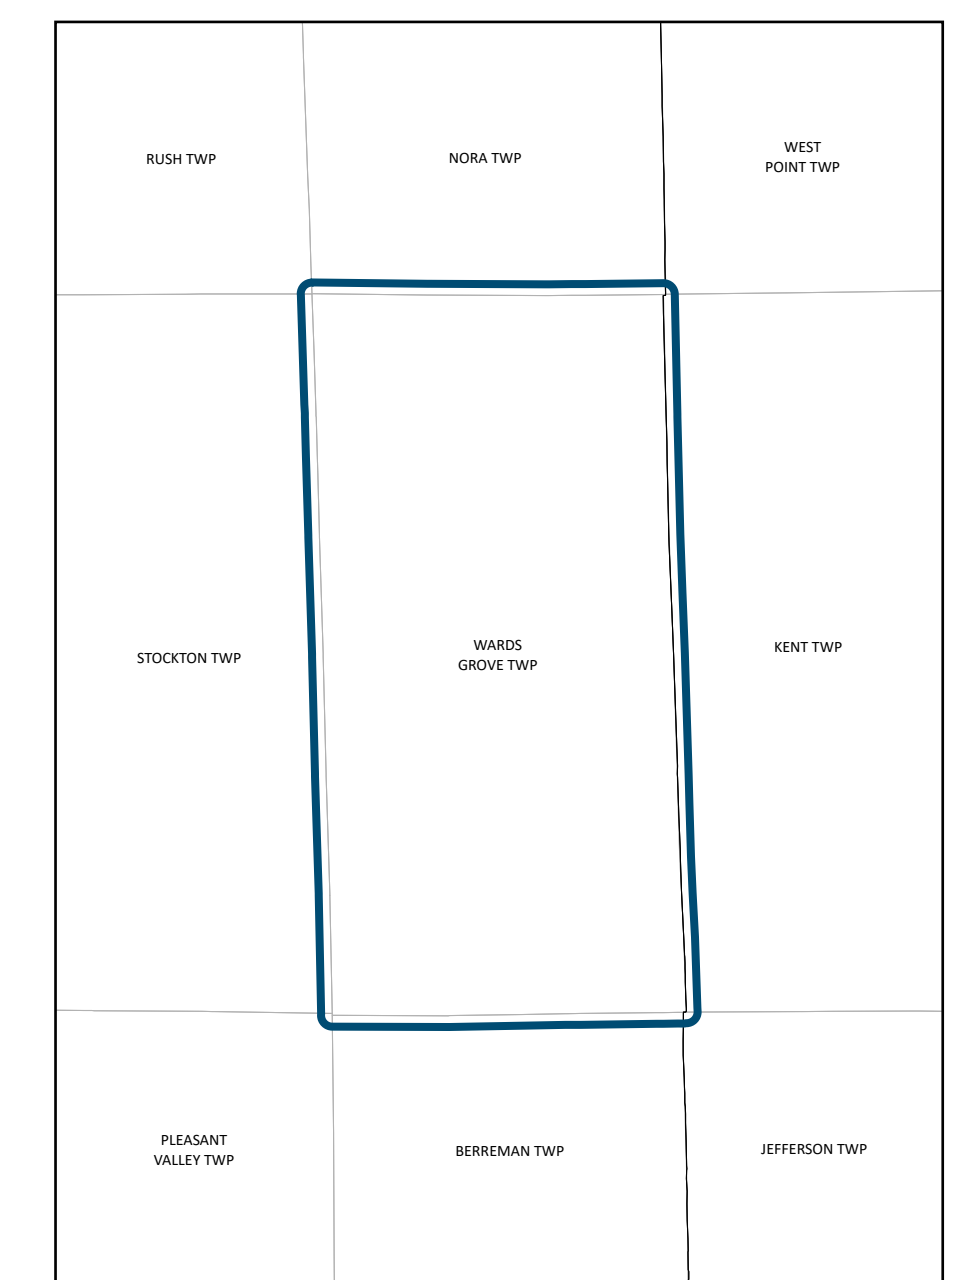 RUSH TWP
NORA TWP
WEST
POINT TWP
STOCKTON TWP
WARDS
GROVE TWP
KENT TWP
PLEASANT
VALLEY TWP
BERREMAN TWP
JEFFERSON TWP